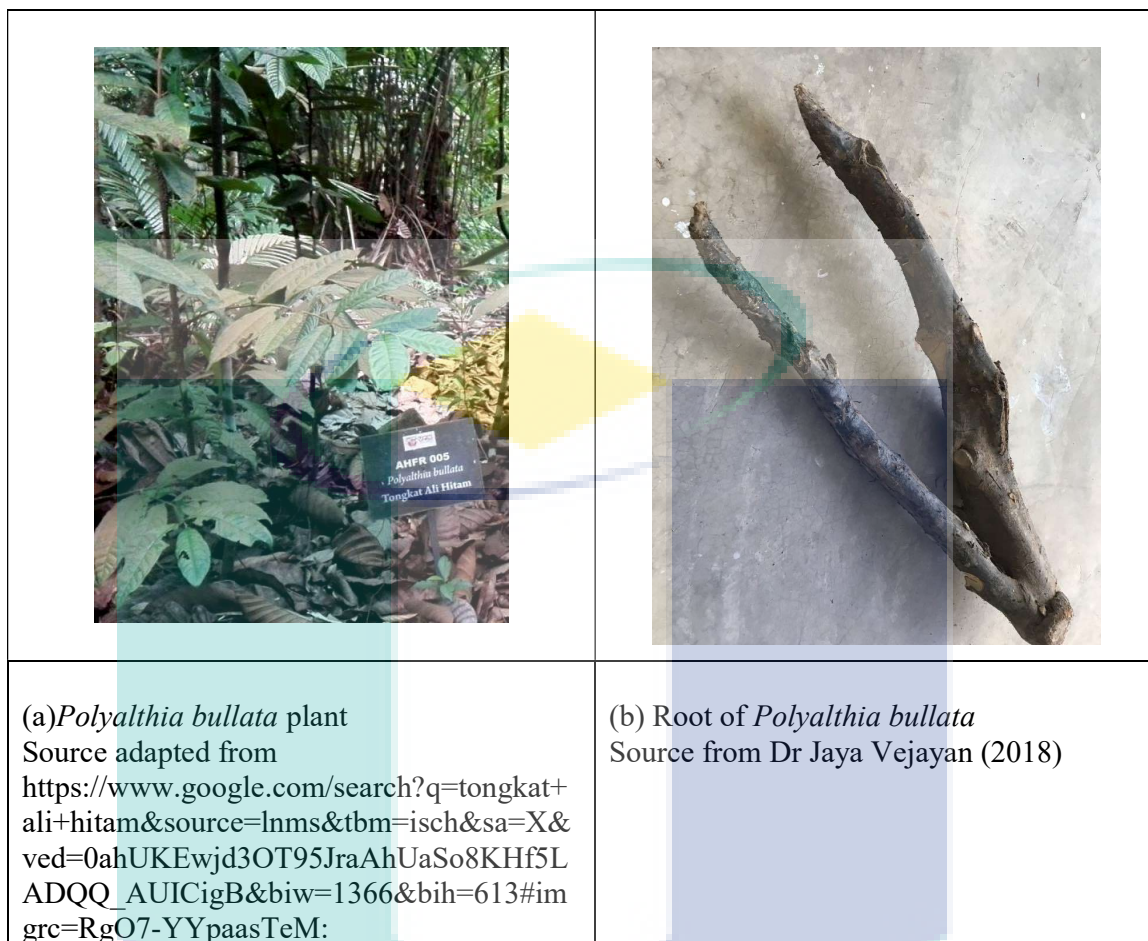 AHFR 005
Polyalthia bullata
Tongkat Ali Hitam
(a)Polyalthia bullata plant
Source adapted from
https://www.google.com/search?q=tongkat+
ali+hitam&source=lnms&tbm=isch&sa=X&
ved=0ahUKEwjd3OT95JraAhUaSo8KHf5L
ADQQ_AUICigB&biw=1366&bih=613#im
grc=RgO7-YYpaasTeM:
(b) Root of Polyalthia bullata
Source from Dr Jaya Vejayan (2018)